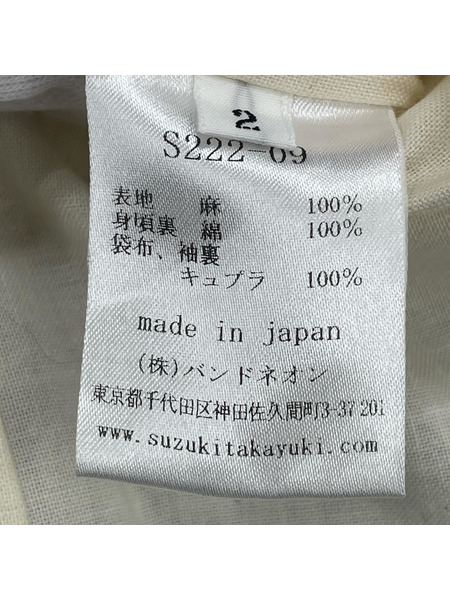 2
S222-09
表地 麻 100%
身頃裏 綿 100%
袋布、袖裏
キュプラ 100%
made in japan
(株)バンドネオン
東京都千代田区神田佐久間町3-37 201
www.suzukitakayuki.com